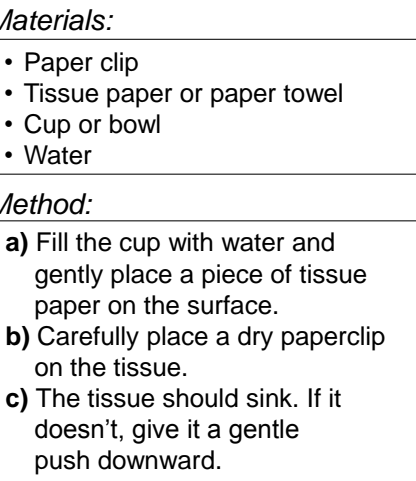 Materials:
• Paper clip
• Tissue paper or paper towel
• Cup or bowl
• Water
Method:
a) Fill the cup with water and
gently place a piece of tissue
paper on the surface.
b) Carefully place a dry paperclip
on the tissue.
c) The tissue should sink. If it
doesn't, give it a gentle
push downward.